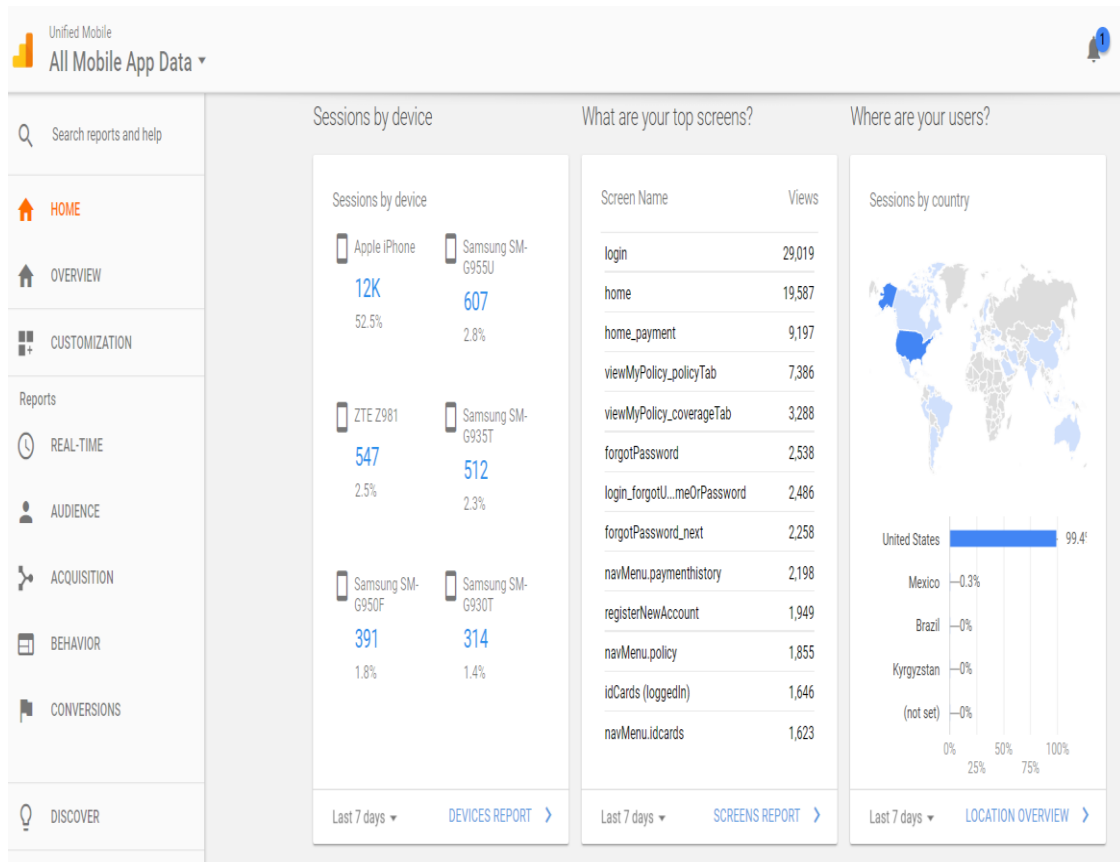 Unified Mobile
All Mobile App Data
1
Search reports and help
HOME
OVERVIEW
CUSTOMIZATION
Reports
REAL-TIME
AUDIENCE
ACQUISITION
BEHAVIOR
CONVERSIONS
DISCOVER
Sessions by device
Sessions by device
Apple iPhone
12K
52.5%
Samsung SM-
G955U
607
2.8%
ZTE Z981
547
2.5%
Samsung SM-
G935T
512
2.3%
Samsung SM-
G950F
391
1.8%
Samsung SM-
G930T
314
1.4%
Last 7 days
DEVICES REPORT
What are your top screens?
Screen Name Views
login 29,019
home 19,587
home_payment 9,197
viewMyPolicy_policyTab 7,386
viewMyPolicy_coverageTab 3,288
forgotPassword 2,538
login_forgotU...meOrPassword 2,486
forgotPassword_next 2,258
navMenu.paymenthistory 2,198
registerNewAccount 1,949
navMenu.policy 1,855
idCards (loggedIn) 1,646
navMenu.idcards 1,623
Last 7 days
SCREENS REPORT
Where are your users?
Sessions by country
United States 99.4
Mexico 0.3%
Brazil 0%
Kyrgyzstan 0%
(not set) 0%
0% 50% 100%
25% 75%
Last 7 days
LOCATION OVERVIEW